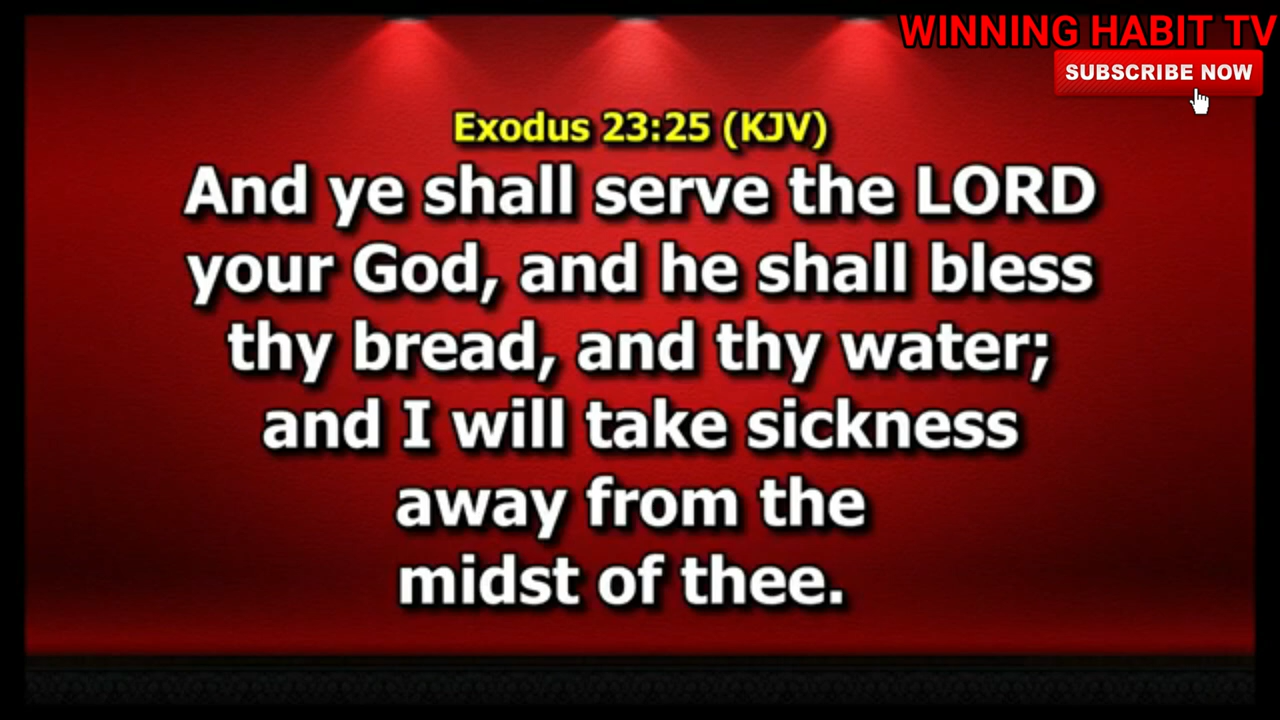 WINNING HABIT TV
SUBSCRIBE NOW
Exodus 23:25 (KJV)
And ye shall serve the LORD
your God, and he shall bless
thy bread, and thy water;
and I will take sickness
away from the
midst of thee.